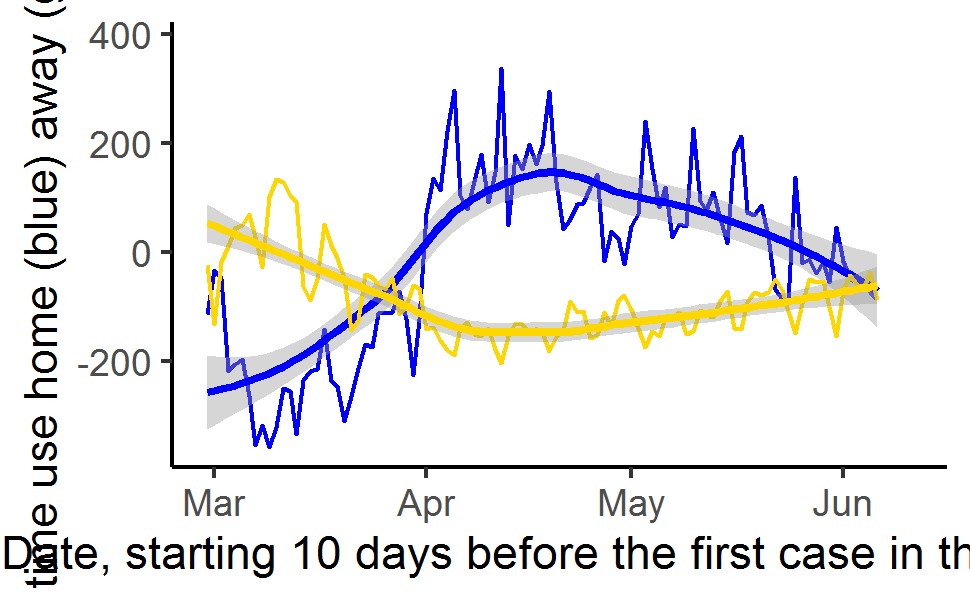 time use home (blue) away (
400
200
0
-200
Mar Apr May Jun
Date, starting 10 days before the first case in th